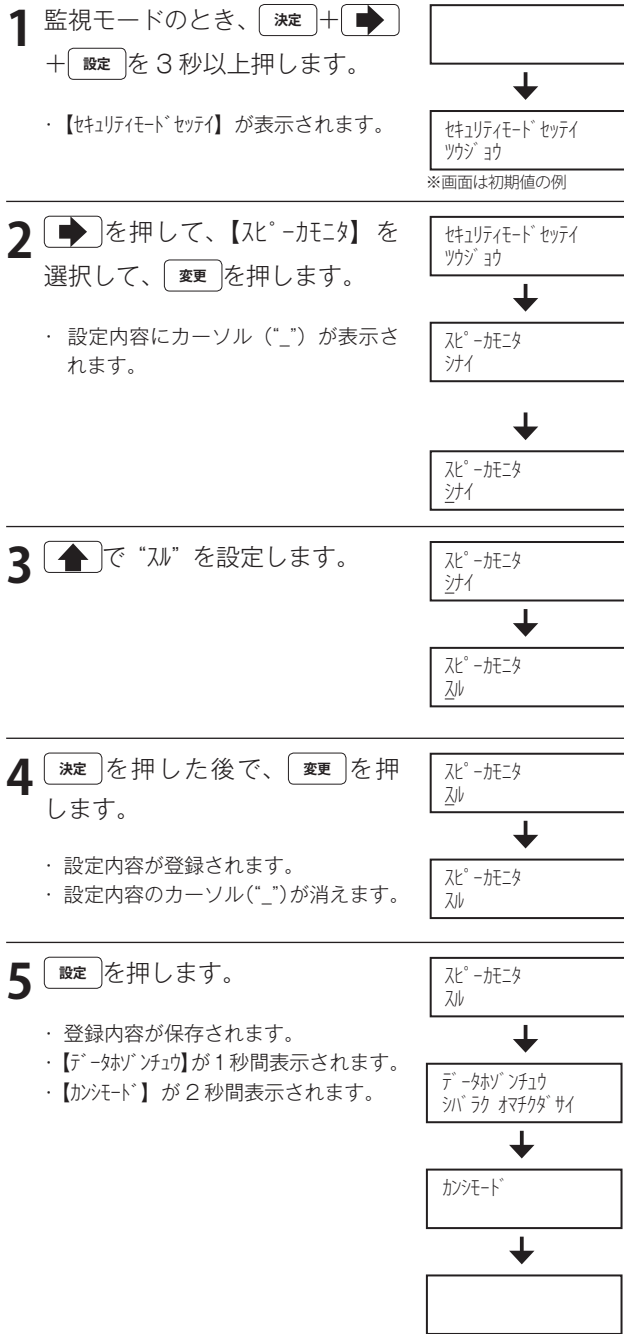 1 監視モードのとき、決定＋➡
＋設定を3秒以上押します。
・【ｾｷｭﾘﾃｨﾓｰﾄﾞｾｯﾃｲ】が表示されます。
ｾｷｭﾘﾃｨﾓｰﾄﾞｾｯﾃｲ
ﾂｳｼﾞｮｳ
※画面は初期値の例
2 ➡を押して、【ｽﾋﾟｰｶﾓﾆﾀ】を
選択して、変更を押します。
・ 設定内容にカーソル（“_”）が表示さ
れます。
ｾｷｭﾘﾃｨﾓｰﾄﾞｾｯﾃｲ
ﾂｳｼﾞｮｳ
ｽﾋﾟｰｶﾓﾆﾀ
ｼﾅｲ
ｽﾋﾟｰｶﾓﾆﾀ
ｼﾅｲ
3 ⬆で“ｽﾙ”を設定します。
ｽﾋﾟｰｶﾓﾆﾀ
ｼﾅｲ
ｽﾋﾟｰｶﾓﾆﾀ
ｽﾙ
4 決定を押した後で、変更を押
します。
・ 設定内容が登録されます。
・ 設定内容のカーソル（“_”）が消えます。
ｽﾋﾟｰｶﾓﾆﾀ
ｽﾙ
ｽﾋﾟｰｶﾓﾆﾀ
ｽﾙ
5 設定を押します。
・ 登録内容が保存されます。
・【ﾃﾞｰﾀﾎｿﾞﾝﾁｭｳ】が1秒間表示されます。
・【ｶﾝｼﾓｰﾄﾞ】が2秒間表示されます。
ｽﾋﾟｰｶﾓﾆﾀ
ｽﾙ
ﾃﾞｰﾀﾎｿﾞﾝﾁｭｳ
ｼﾊﾞﾗｸ ｵﾏﾁｸﾀﾞｻｲ
ｶﾝｼﾓｰﾄﾞ